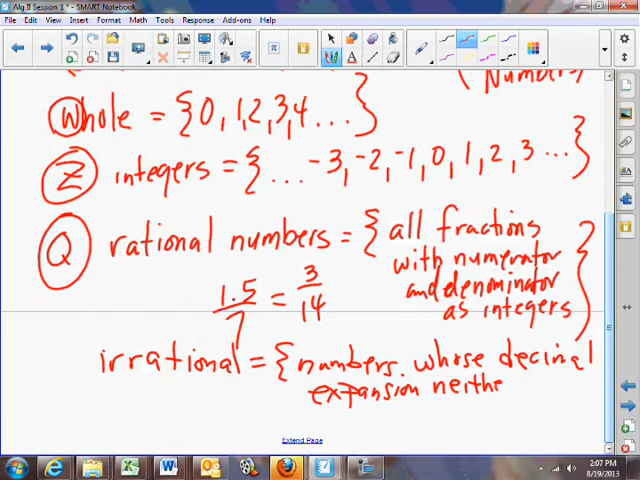 Alg II Session 1 * - SMART Notebook
File Edit View Insert Format Tools Response Add-ons Help
Numbers
Whole = {0, 1, 2, 3, 4 ...}
Z integers = {... -3, -2, -1, 0, 1, 2, 3 ...}
Q rational numbers = {all fractions
with numerator
and denominator
as integers}
1.5/7 = 3/14
irrational = {numbers whose decimal
expansion neithe
Extend Page
2:07 PM
8/19/2013